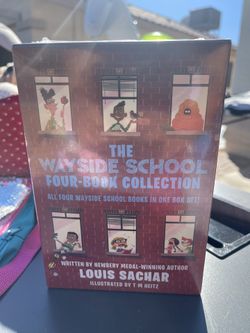 THE
WAYSIDE SCHOOL
FOUR-BOOK COLLECTION
ALL FOUR WAYSIDE SCHOOL BOOKS IN ONE BOX SET!
WRITTEN BY NEWBERY MEDAL-WINNING AUTHOR
LOUIS SACHAR
ILLUSTRATED BY TIM HEITZ